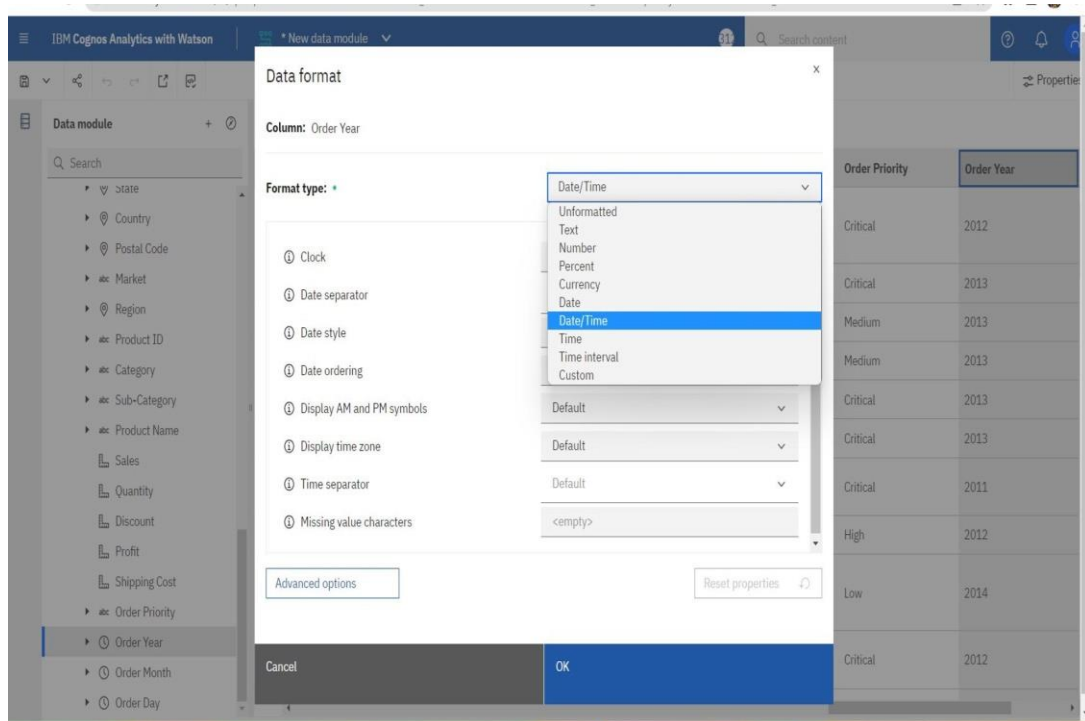 IBM Cognos Analytics with Watson
* New data module
Search content
Properties
Data module
Search
State
Country
Postal Code
Market
Region
Product ID
Category
Sub-Category
Product Name
Sales
Quantity
Discount
Profit
Shipping Cost
Order Priority
Order Year
Order Month
Order Day
Data format
x
Column: Order Year
Format type: *
Date/Time
Unformatted
Text
Number
Percent
Currency
Date
Date/Time
Time
Time interval
Custom
Clock
Date separator
Date style
Date ordering
Display AM and PM symbols Default
Display time zone Default
Time separator Default
Missing value characters <empty>
Advanced options
Reset properties
Cancel
OK
Order Priority Order Year
Critical 2012
Critical 2013
Medium 2013
Medium 2013
Critical 2013
Critical 2013
Critical 2011
High 2012
Low 2014
Critical 2012